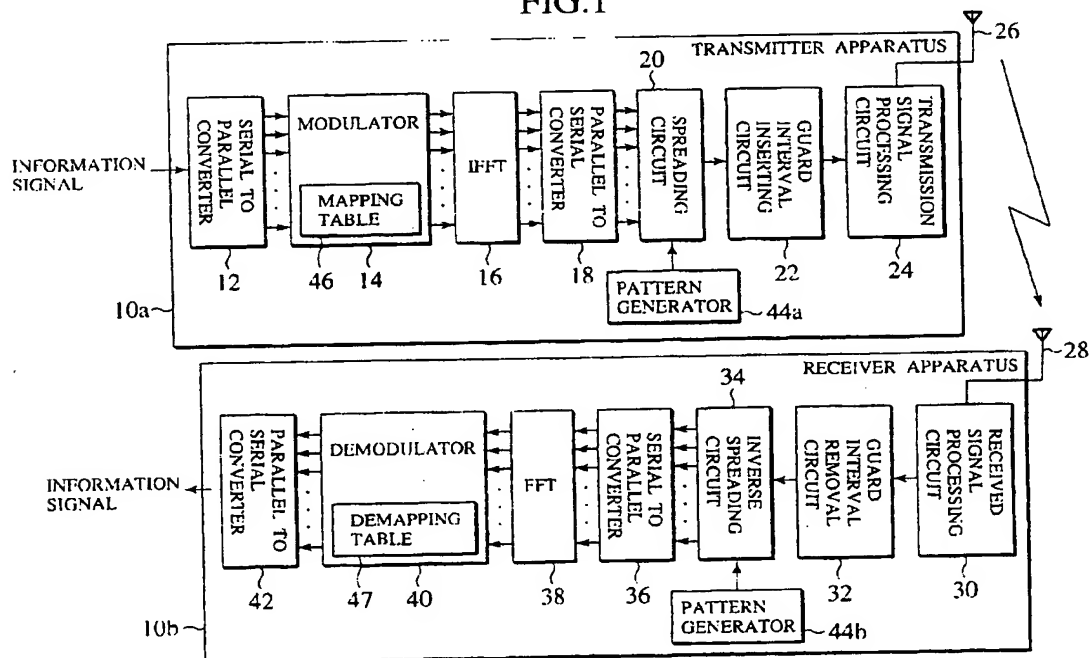 FIG.1
TRANSMITTER APPARATUS
26
20
INFORMATION
SIGNAL
SERIAL TO
PARALLEL
CONVERTER
MODULATOR
MAPPING
TABLE
IFFT
PARALLEL TO
SERIAL
CONVERTER
SPREADING
CIRCUIT
GUARD
INTERVAL
INSERTING
CIRCUIT
TRANSMISSION
SIGNAL
PROCESSING
CIRCUIT
12
46
14
16
18
22
24
PATTERN
GENERATOR
44a
10a
RECEIVER APPARATUS
28
34
INFORMATION
SIGNAL
PARALLEL TO
SERIAL
CONVERTER
DEMODULATOR
DEMAPPING
TABLE
FFT
SERIAL TO
PARALLEL
CONVERTER
INVERSE
SPREADING
CIRCUIT
GUARD
INTERVAL
REMOVAL
CIRCUIT
RECEIVED
SIGNAL
PROCESSING
CIRCUIT
42
47
40
38
36
32
30
PATTERN
GENERATOR
44b
10b